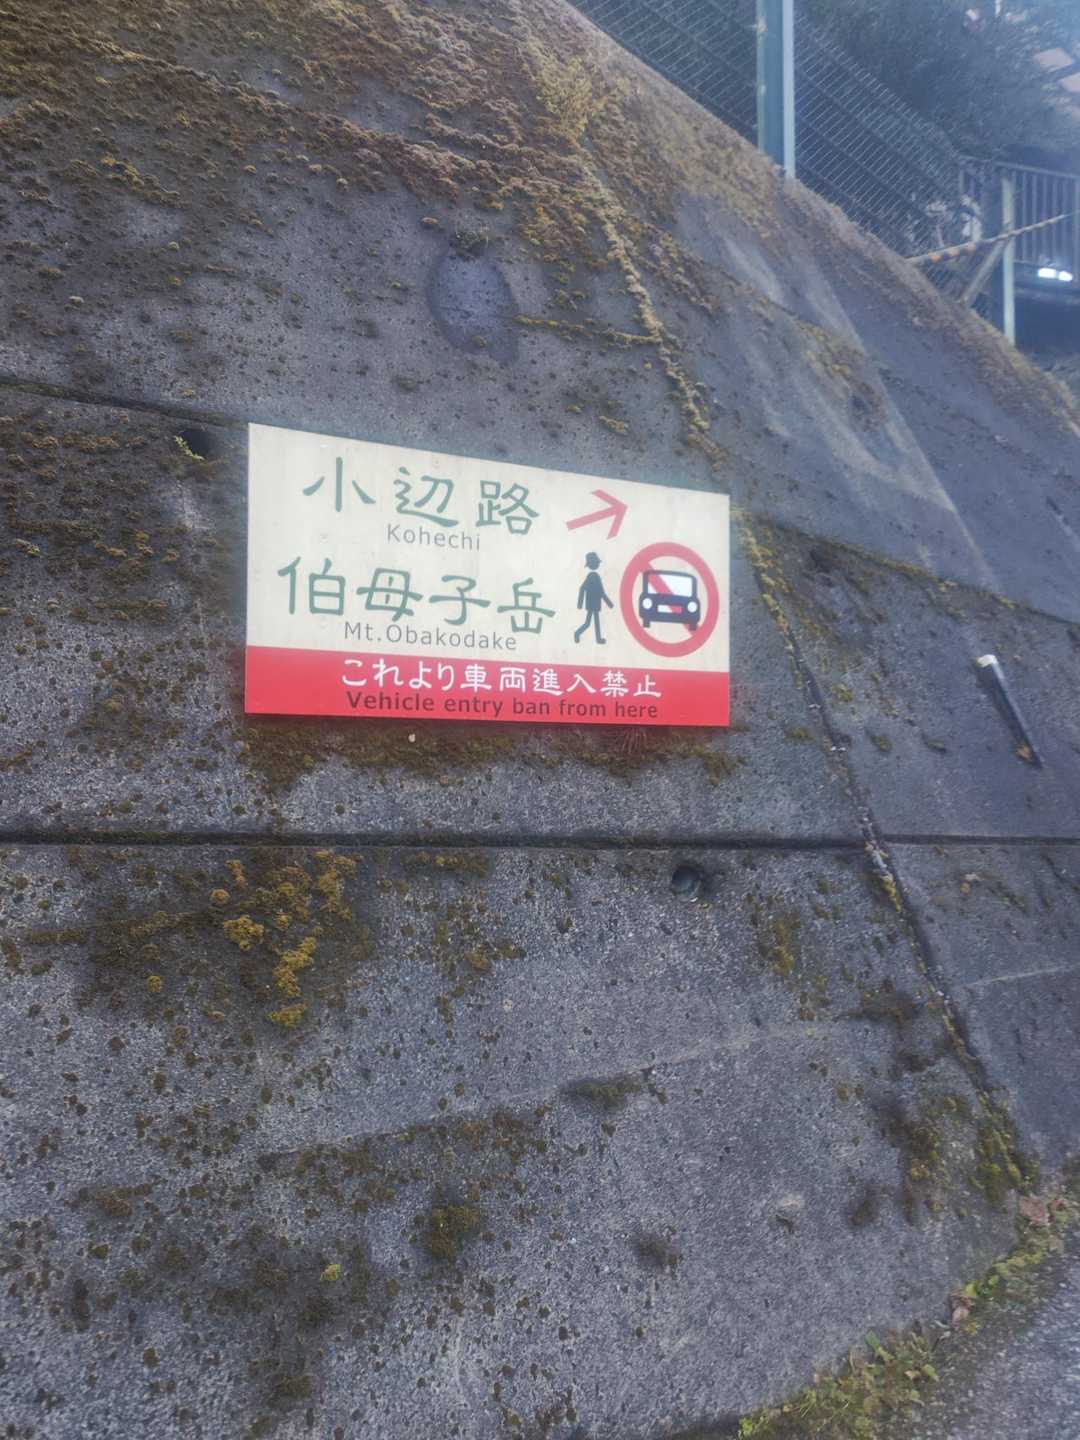 小辺路
Kohechi
伯母子岳
Mt.Obakodake
これより車両進入禁止
Vehicle entry ban from here